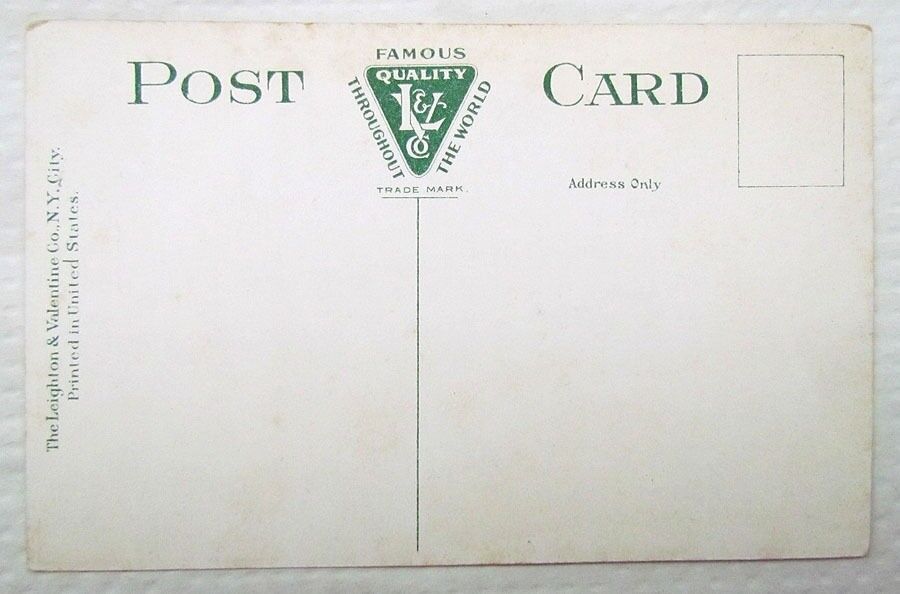 POST CARD
FAMOUS
QUALITY
THROUGHOUT THE WORLD
L&V
Co
TRADE MARK.
Address Only
The Leighton & Valentine Co., N.Y. City.
Printed in United States.